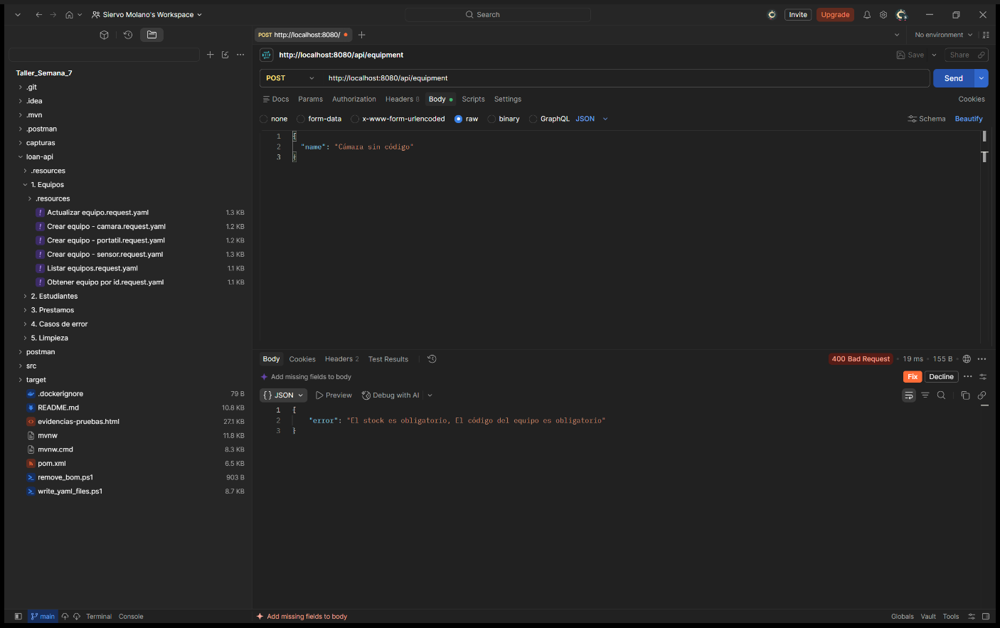 Siervo Molano's Workspace
Search
Invite
Upgrade
POST http://localhost:8080/
No environment
http://localhost:8080/api/equipment
Save
Share
POST
http://localhost:8080/api/equipment
Send
Docs
Params
Authorization
Headers 8
Body
Scripts
Settings
Cookies
none
form-data
x-www-form-urlencoded
raw
binary
GraphQL
JSON
Schema
Beautify
1 {
2 "name": "Cámara sin código"
3 }
Taller_Semana_7
.git
.idea
.mvn
.postman
capturas
loan-api
.resources
1. Equipos
.resources
Actualizar equipo.request.yaml 1.3 KB
Crear equipo - camara.request.yaml 1.2 KB
Crear equipo - portatil.request.yaml 1.2 KB
Crear equipo - sensor.request.yaml 1.3 KB
Listar equipos.request.yaml 1.1 KB
Obtener equipo por id.request.yaml 1.1 KB
2. Estudiantes
3. Prestamos
4. Casos de error
5. Limpieza
postman
src
target
.dockerignore 79 B
README.md 10.8 KB
evidencias-pruebas.html 27.1 KB
mvnw 11.8 KB
mvnw.cmd 8.3 KB
pom.xml 6.5 KB
remove_bom.ps1 903 B
write_yaml_files.ps1 8.7 KB
Body
Cookies
Headers 2
Test Results
400 Bad Request
19 ms
155 B
Add missing fields to body
Fix
Decline
{} JSON
Preview
Debug with AI
1 {
2 "error": "El stock es obligatorio, El código del equipo es obligatorio"
3 }
main
Terminal
Console
Add missing fields to body
Globals
Vault
Tools